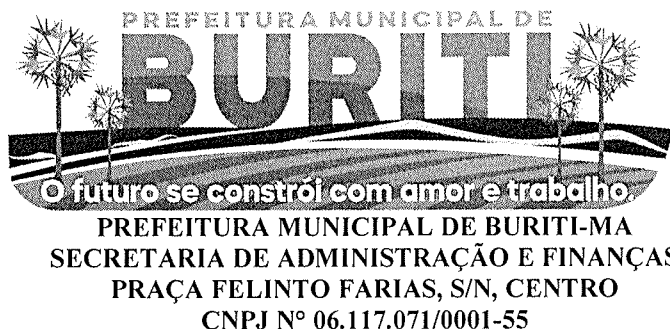 PREFEITURA MUNICIPAL DE
BURITI
O futuro se constrói com amor e trabalho.
PREFEITURA MUNICIPAL DE BURITI-MA
SECRETARIA DE ADMINISTRAÇÃO E FINANÇAS
PRAÇA FELINTO FARIAS, S/N, CENTRO
CNPJ N° 06.117.071/0001-55